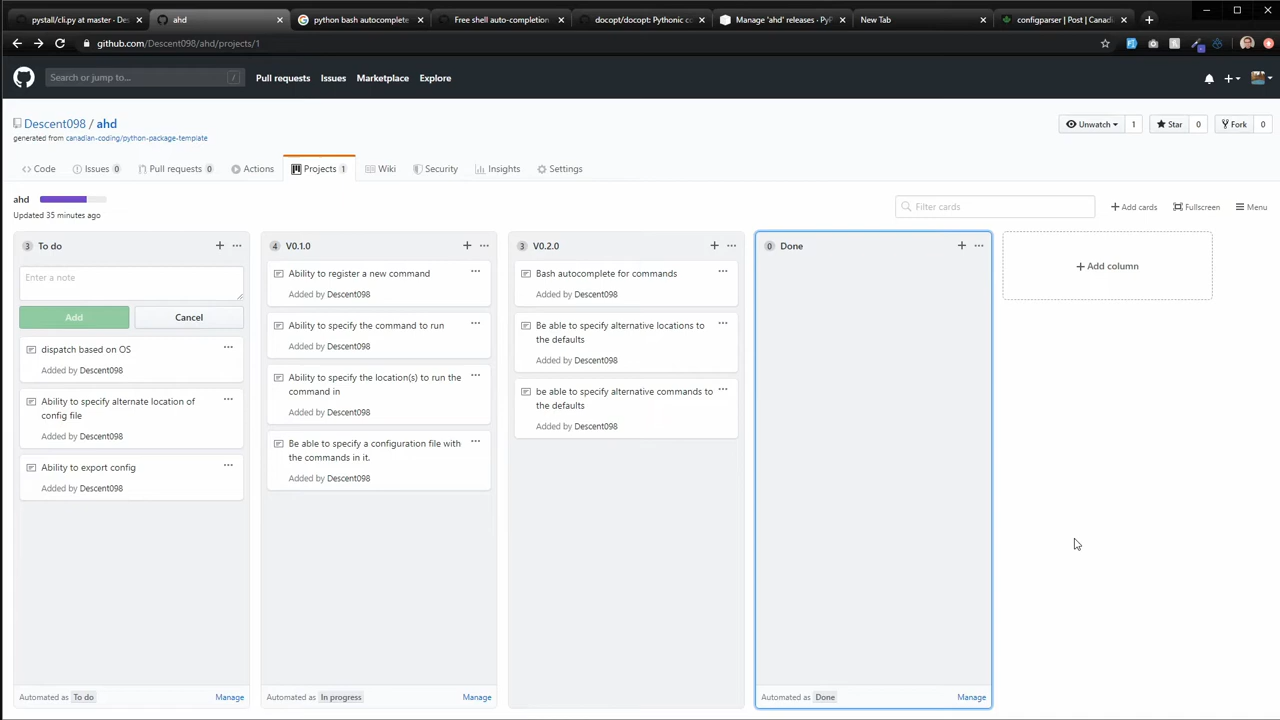 pystall/cli.py at master · Des
ahd
python bash autocomplete
Free shell auto-completion
docopt/docopt: Pythonic co
Manage 'ahd' releases · PyP
New Tab
configparser | Post | Canadi
github.com/Descent098/ahd/projects/1
Search or jump to...
/
Pull requests
Issues
Marketplace
Explore
Descent098 / ahd
generated from canadian-coding/python-package-template
Unwatch
1
Star
0
Fork
0
Code
Issues 0
Pull requests 0
Actions
Projects 1
Wiki
Security
Insights
Settings
ahd
Updated 35 minutes ago
Filter cards
Add cards
Fullscreen
Menu
3 To do
Enter a note
Add
Cancel
dispatch based on OS
Added by Descent098
Ability to specify alternate location of
config file
Added by Descent098
Ability to export config
Added by Descent098
Automated as To do
Manage
4 V0.1.0
Ability to register a new command
Added by Descent098
Ability to specify the command to run
Added by Descent098
Ability to specify the location(s) to run the
command in
Added by Descent098
Be able to specify a configuration file with
the commands in it.
Added by Descent098
Automated as In progress
Manage
3 V0.2.0
Bash autocomplete for commands
Added by Descent098
Be able to specify alternative locations to
the defaults
Added by Descent098
be able to specify alternative commands to
the defaults
Added by Descent098
0 Done
Automated as Done
Manage
Add column